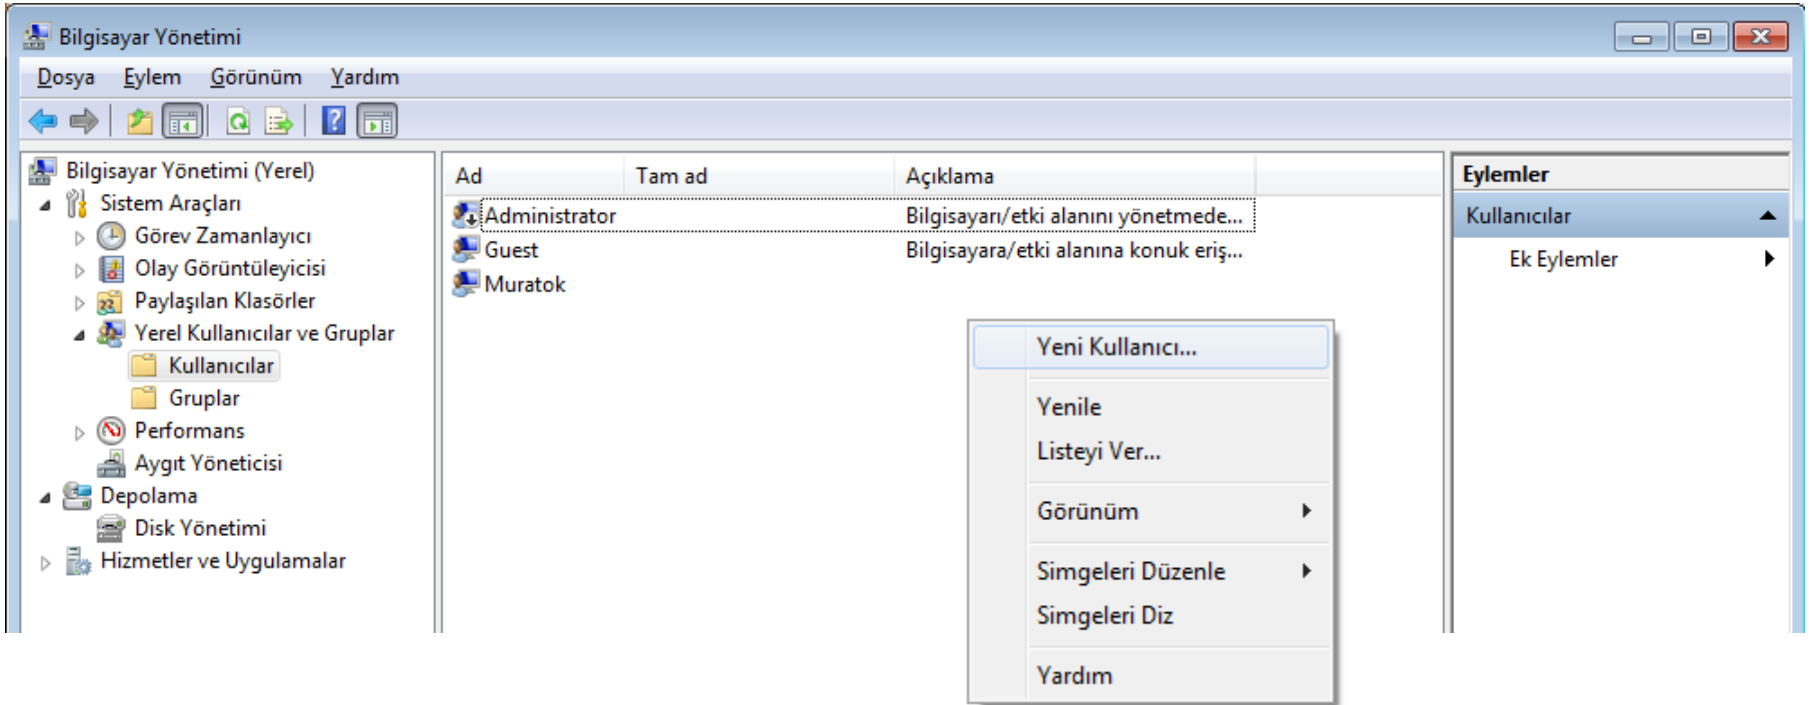 Bilgisayar Yönetimi
Dosya Eylem Görünüm Yardım
Bilgisayar Yönetimi (Yerel)
Sistem Araçları
Görev Zamanlayıcı
Olay Görüntüleyicisi
Paylaşılan Klasörler
Yerel Kullanıcılar ve Gruplar
Kullanıcılar
Gruplar
Performans
Aygıt Yöneticisi
Depolama
Disk Yönetimi
Hizmetler ve Uygulamalar
Ad Tam ad Açıklama
Administrator Bilgisayarı/etki alanını yönetmede...
Guest Bilgisayara/etki alanına konuk eriş...
Muratok
Yeni Kullanıcı...
Yenile
Listeyi Ver...
Görünüm
Simgeleri Düzenle
Simgeleri Diz
Yardım
Eylemler
Kullanıcılar
Ek Eylemler